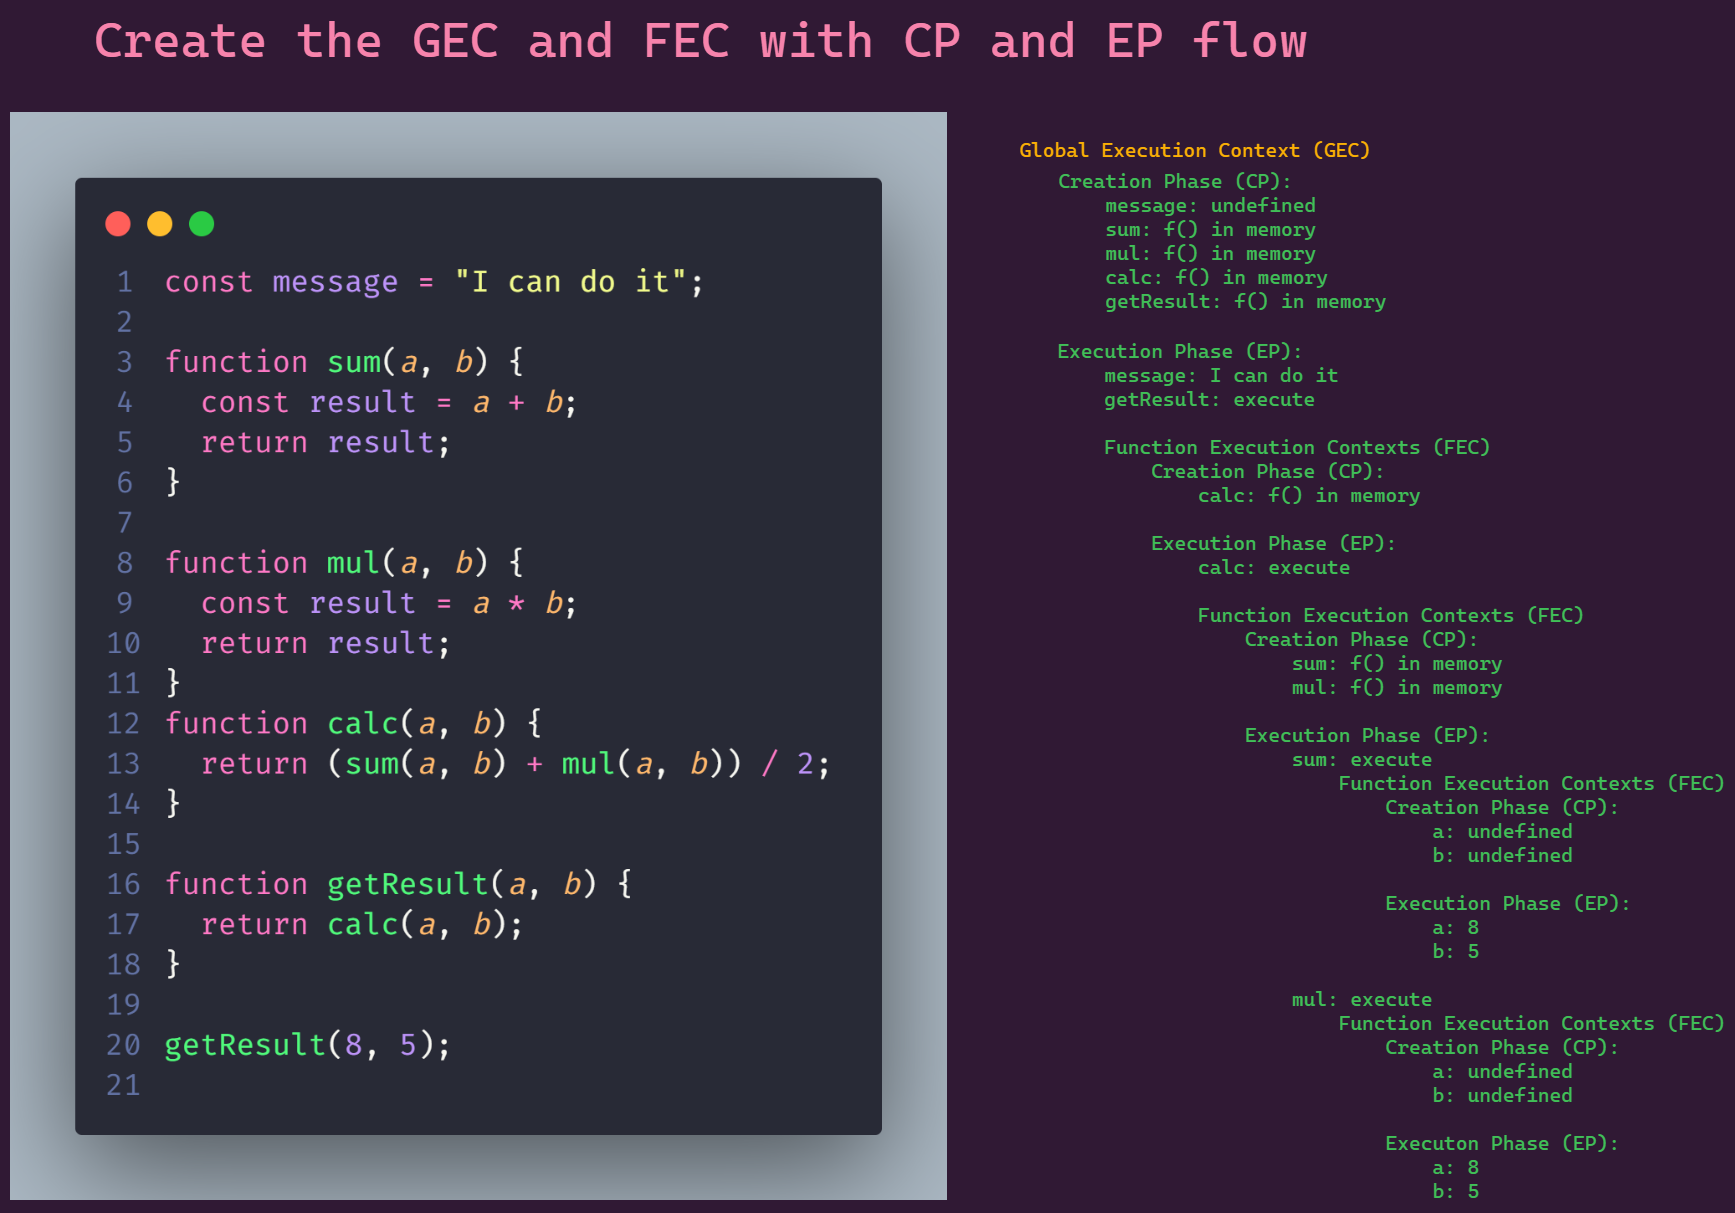 Create the GEC and FEC with CP and EP flow
1 const message = "I can do it";
2
3 function sum(a, b) {
4   const result = a + b;
5   return result;
6 }
7
8 function mul(a, b) {
9   const result = a * b;
10   return result;
11 }
12 function calc(a, b) {
13   return (sum(a, b) + mul(a, b)) / 2;
14 }
15
16 function getResult(a, b) {
17   return calc(a, b);
18 }
19
20 getResult(8, 5);
21
Global Execution Context (GEC)
Creation Phase (CP):
message: undefined
sum: f() in memory
mul: f() in memory
calc: f() in memory
getResult: f() in memory
Execution Phase (EP):
message: I can do it
getResult: execute
Function Execution Contexts (FEC)
Creation Phase (CP):
calc: f() in memory
Execution Phase (EP):
calc: execute
Function Execution Contexts (FEC)
Creation Phase (CP):
sum: f() in memory
mul: f() in memory
Execution Phase (EP):
sum: execute
Function Execution Contexts (FEC)
Creation Phase (CP):
a: undefined
b: undefined
Execution Phase (EP):
a: 8
b: 5
mul: execute
Function Execution Contexts (FEC)
Creation Phase (CP):
a: undefined
b: undefined
Executon Phase (EP):
a: 8
b: 5